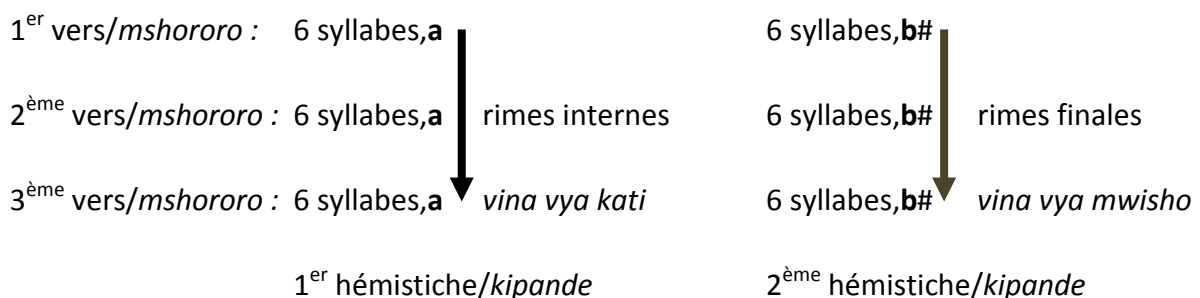 1er vers/mshororo : 6 syllabes,a 6 syllabes,b#
2ème vers/mshororo : 6 syllabes,a rimes internes 6 syllabes,b# rimes finales
3ème vers/mshororo : 6 syllabes,a vina vya kati 6 syllabes,b# vina vya mwisho
1er hémistiche/kipande 2ème hémistiche/kipande